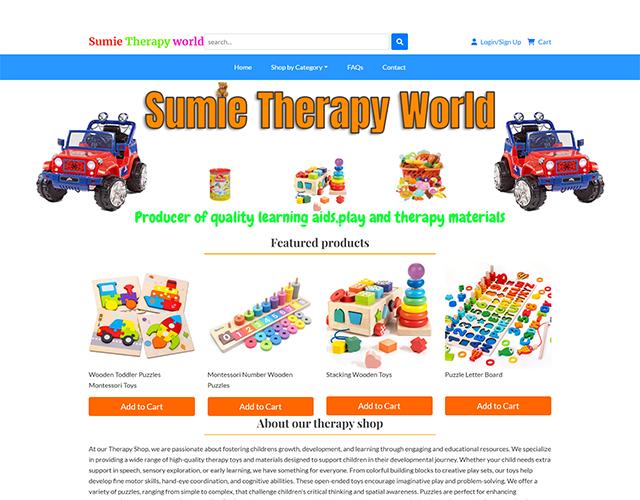 Sumie Therapy world
search...
Login/Sign Up
Cart
Home
Shop by Category
FAQs
Contact
Sumie Therapy World
Producer of quality learning aids,play and therapy materials
Featured products
Wooden Toddler Puzzles
Montessori Toys
Montessori Number Wooden
Puzzles
Stacking Wooden Toys
Puzzle Letter Board
Add to Cart
Add to Cart
Add to Cart
Add to Cart
About our therapy shop
At our Therapy Shop, we are passionate about fostering childrens growth, development, and learning through engaging and educational resources. We specialize
in providing a wide range of high-quality therapy toys and materials designed to support children in their developmental journey. Whether your child needs extra
support in speech, sensory exploration, or early learning, we have something for everyone. From colorful building blocks to creative play sets, our toys help
develop fine motor skills, hand-eye coordination, and cognitive abilities. These open-ended toys encourage imaginative play and problem-solving. We offer a
variety of puzzles, ranging from simple to complex, that challenge children's critical thinking and spatial awareness. Puzzles are perfect for enhancing